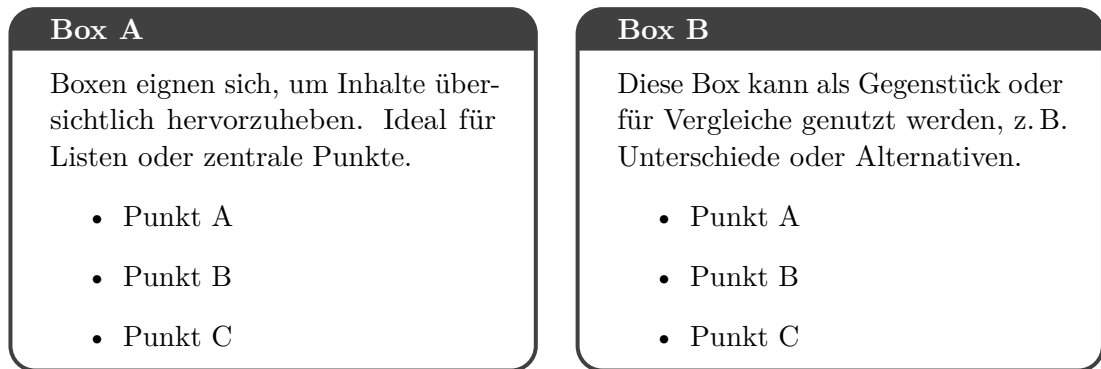 Box A
Boxen eignen sich, um Inhalte über-
sichtlich hervorzuheben. Ideal für
Listen oder zentrale Punkte.
• Punkt A
• Punkt B
• Punkt C
Box B
Diese Box kann als Gegenstück oder
für Vergleiche genutzt werden, z. B.
Unterschiede oder Alternativen.
• Punkt A
• Punkt B
• Punkt C